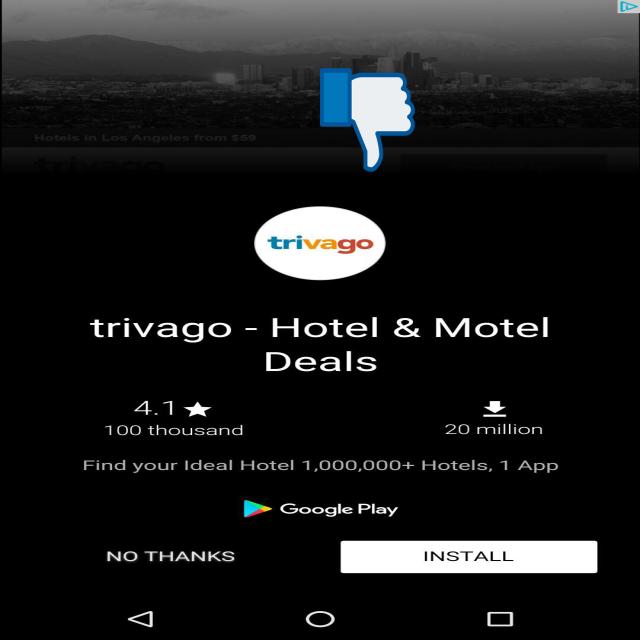 Hotels in Los Angeles from $59
trivago
trivago
trivago - Hotel & Motel
Deals
4.1
100 thousand
20 million
Find your Ideal Hotel 1,000,000+ Hotels, 1 App
Google Play
NO THANKS
INSTALL